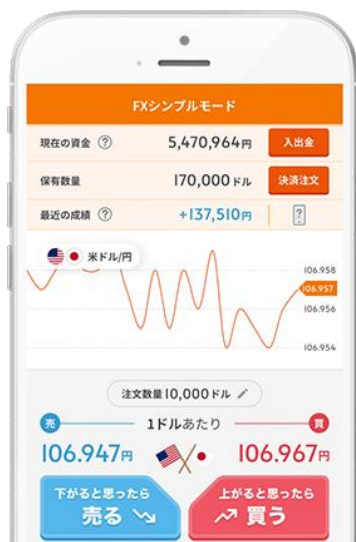 FXシンプルモード
現在の資金 ? 5,470,964円 入出金
保有数量 170,000ドル 決済注文
最近の成績 ? +137,510円 ?
米ドル/円
106.958
106.957
106.956
106.954
注文数量10,000ドル
売 1ドルあたり 買
106.947円 106.967円
下がると思ったら 上がると思ったら
売る 買う